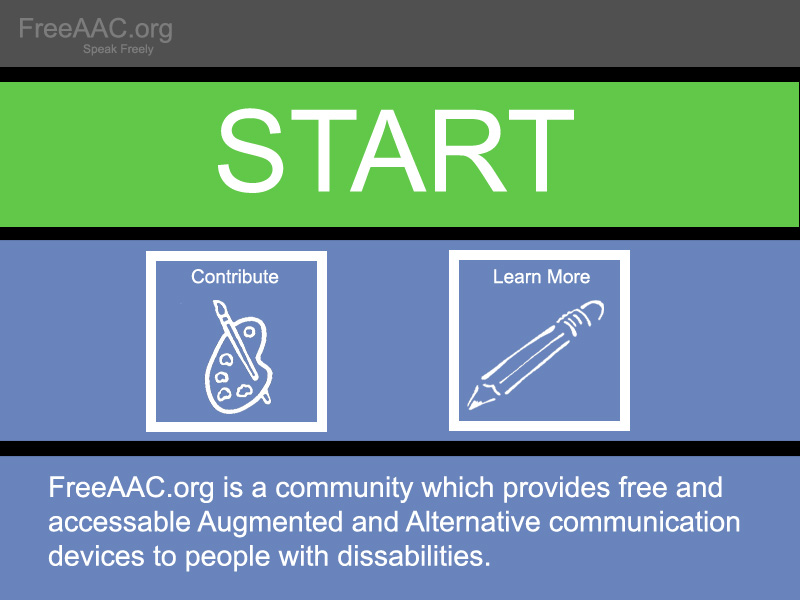 FreeAAC.org
Speak Freely
START
Contribute
Learn More
FreeAAC.org is a community which provides free and
accessable Augmented and Alternative communication
devices to people with dissabilities.